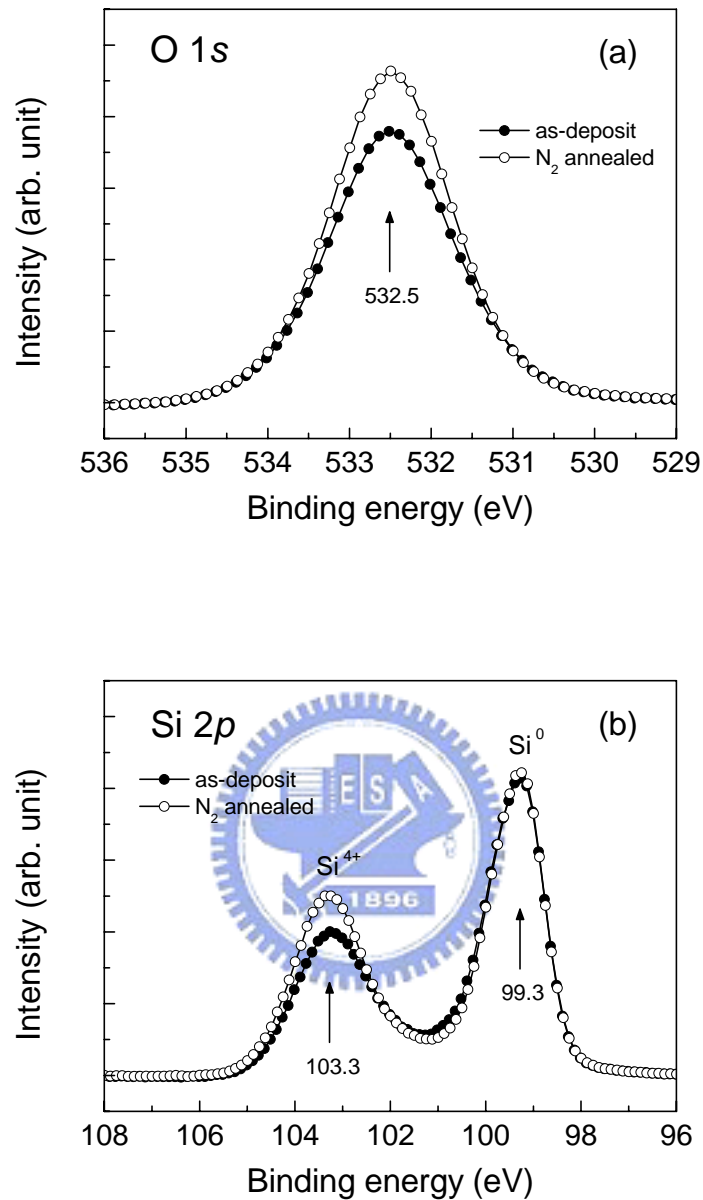 O 1s
(a)
as-deposit
N₂ annealed
532.5
Intensity (arb. unit)
536 535 534 533 532 531 530 529
Binding energy (eV)
Si 2p
(b)
Si⁰
as-deposit
N₂ annealed
ESA
Si⁴⁺
1896
99.3
103.3
Intensity (arb. unit)
108 106 104 102 100 98 96
Binding energy (eV)